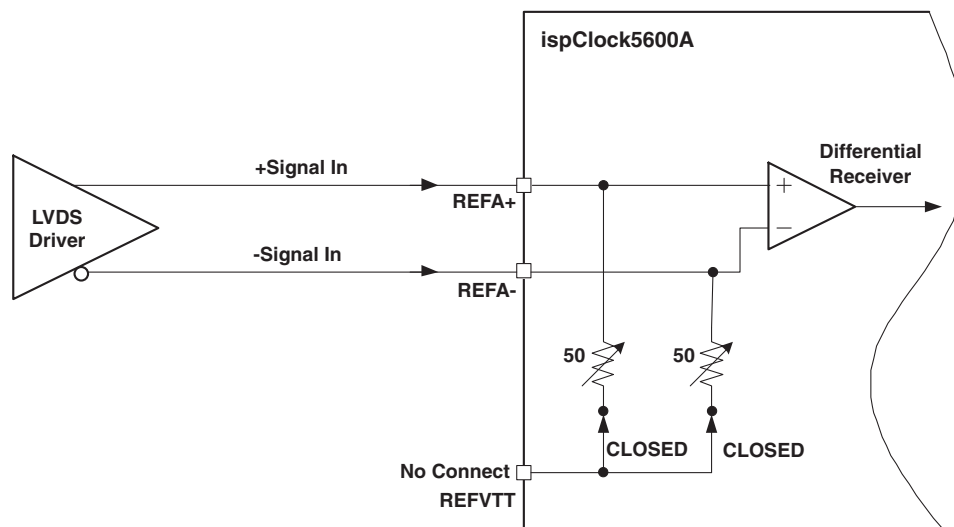 ispClock5600A
+Signal In
Differential
Receiver
REFA+
+
LVDS
Driver
−
-Signal In
REFA-
50
50
CLOSED
CLOSED
No Connect
REFVTT